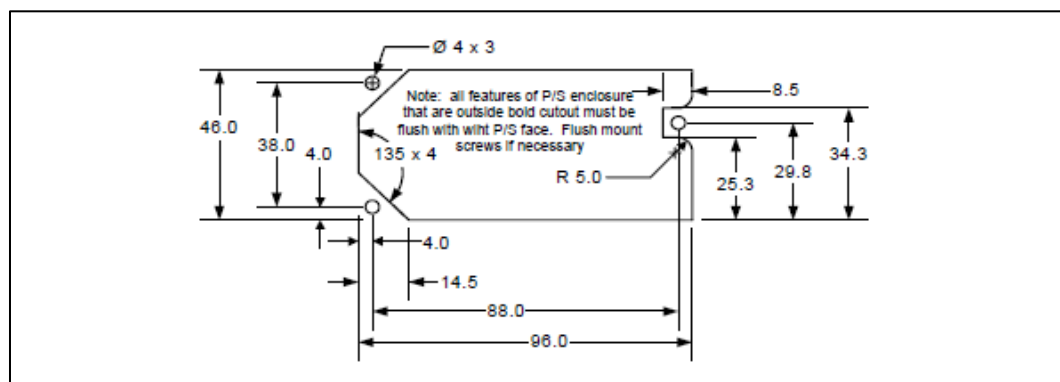 Ø 4 x 3
Note: all features of P/S enclosure
that are outside bold cutout must be
flush with wiht P/S face. Flush mount
screws if necessary
8.5
46.0
38.0
4.0
135 x 4
R 5.0
34.3
29.8
25.3
4.0
14.5
88.0
96.0